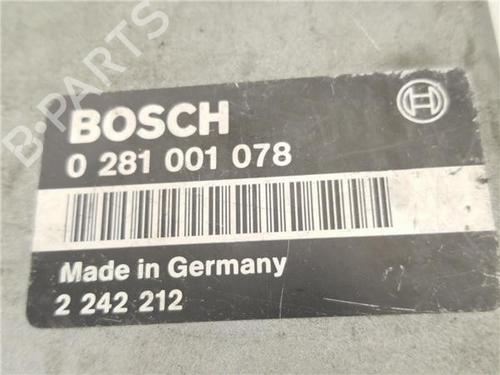 B-PARTS
BOSCH
0 281 001 078
Made in Germany
2 242 212